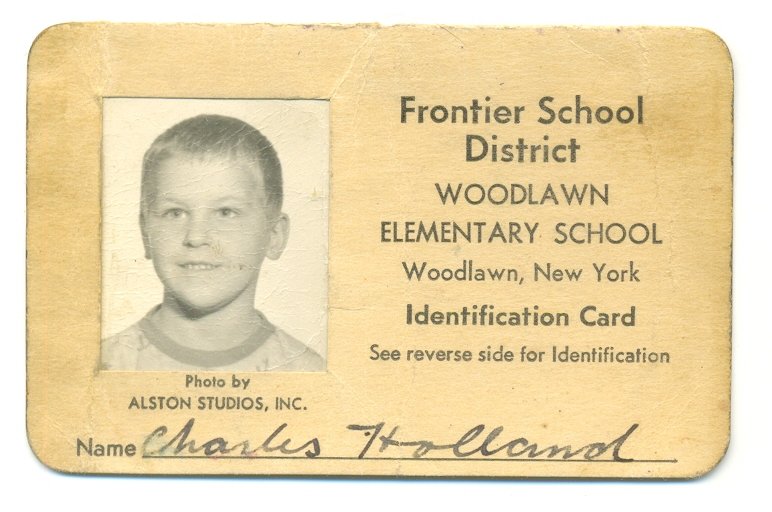 Frontier School
District
WOODLAWN
ELEMENTARY SCHOOL
Woodlawn, New York
Identification Card
See reverse side for Identification
Photo by
ALSTON STUDIOS, INC.
Name Charles Holland